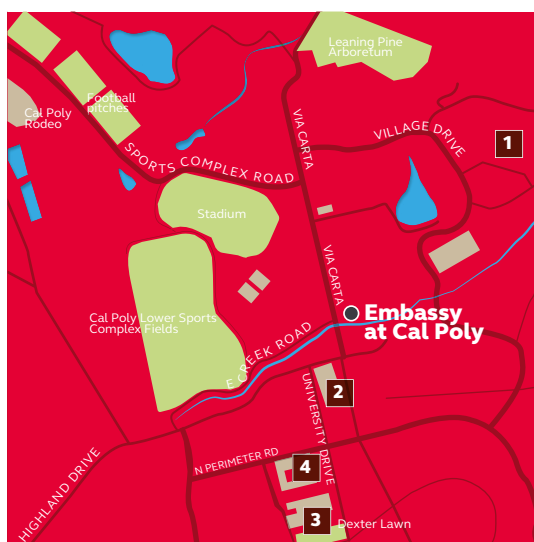 Leaning Pine
Arboretum
Football
pitches
Cal Poly
Rodeo
VIA CARTA
VILLAGE DRIVE
1
SPORTS COMPLEX ROAD
Stadium
VIA CARTA
Embassy
at Cal Poly
Cal Poly Lower Sports
Complex Fields
E CREEK ROAD
2
UNIVERSITY DRIVE
N PERIMETER RD
4
HIGHLAND DRIVE
3
Dexter Lawn